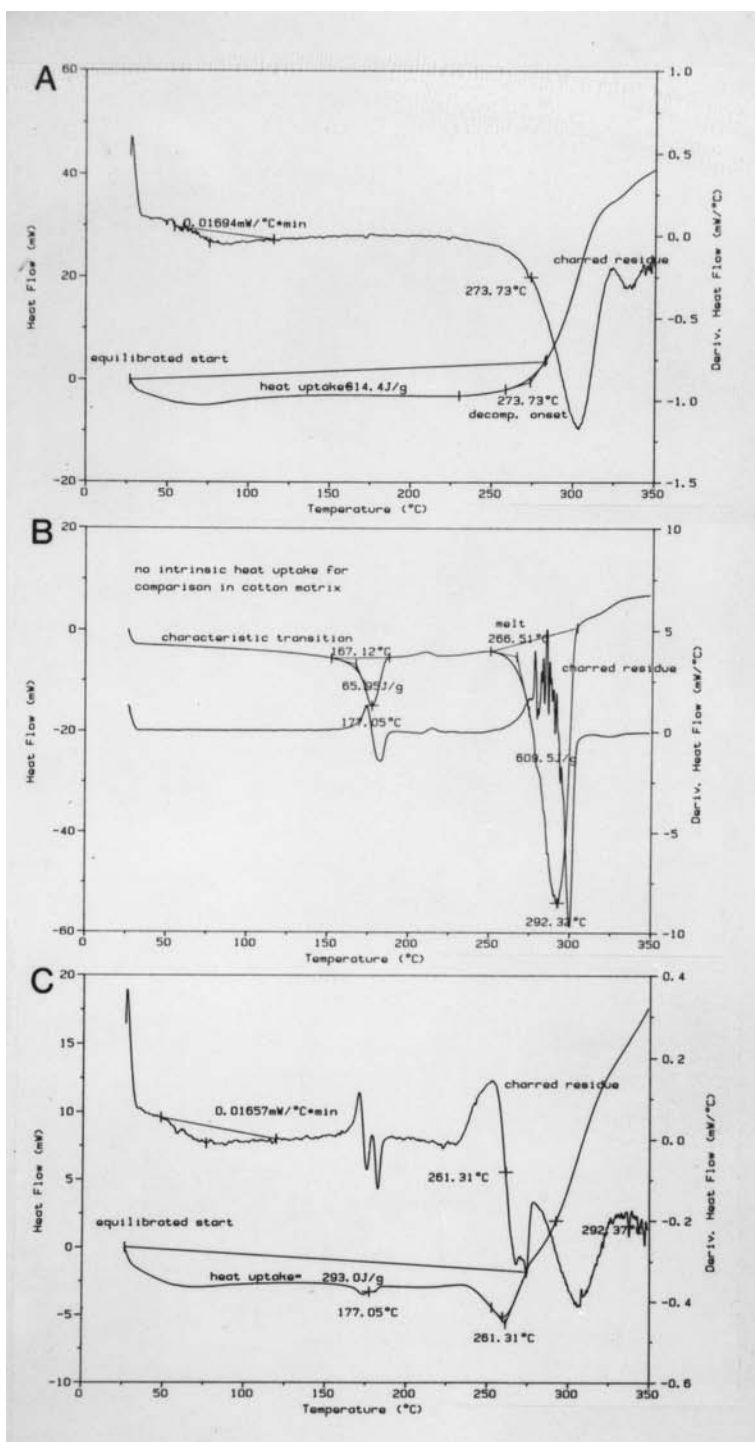 A
60
40
20
0
-20
Heat Flow (mW)
1.0
0.5
0.0
-0.5
-1.0
-1.5
Deriv. Heat Flow (mW/°C)
0.01694mW/°C*min
charred residue
273.73°C
equilibrated start
heat uptake=614.4J/g
273.73°C
decomp. onset
0 50 100 150 200 250 300 350
Temperature (°C)
B
20
0
-20
-40
-60
Heat Flow (mW)
10
5
0
-5
-10
Deriv. Heat Flow (mW/°C)
no intrinsic heat uptake for
comparison in cotton matrix
characteristic transition
167.12°C
65.95J/g
177.05°C
melt
266.51°C
charred residue
609.5J/g
292.37°C
0 50 100 150 200 250 300 350
Temperature (°C)
C
20
15
10
5
0
-5
-10
Heat Flow (mW)
0.4
0.2
0.0
-0.2
-0.4
-0.6
Deriv. Heat Flow (mW/°C)
charred residue
0.01657mW/°C*min
261.31°C
equilibrated start
292.37°C
heat uptake= 293.0J/g
177.05°C
261.31°C
0 50 100 150 200 250 300 350
Temperature (°C)